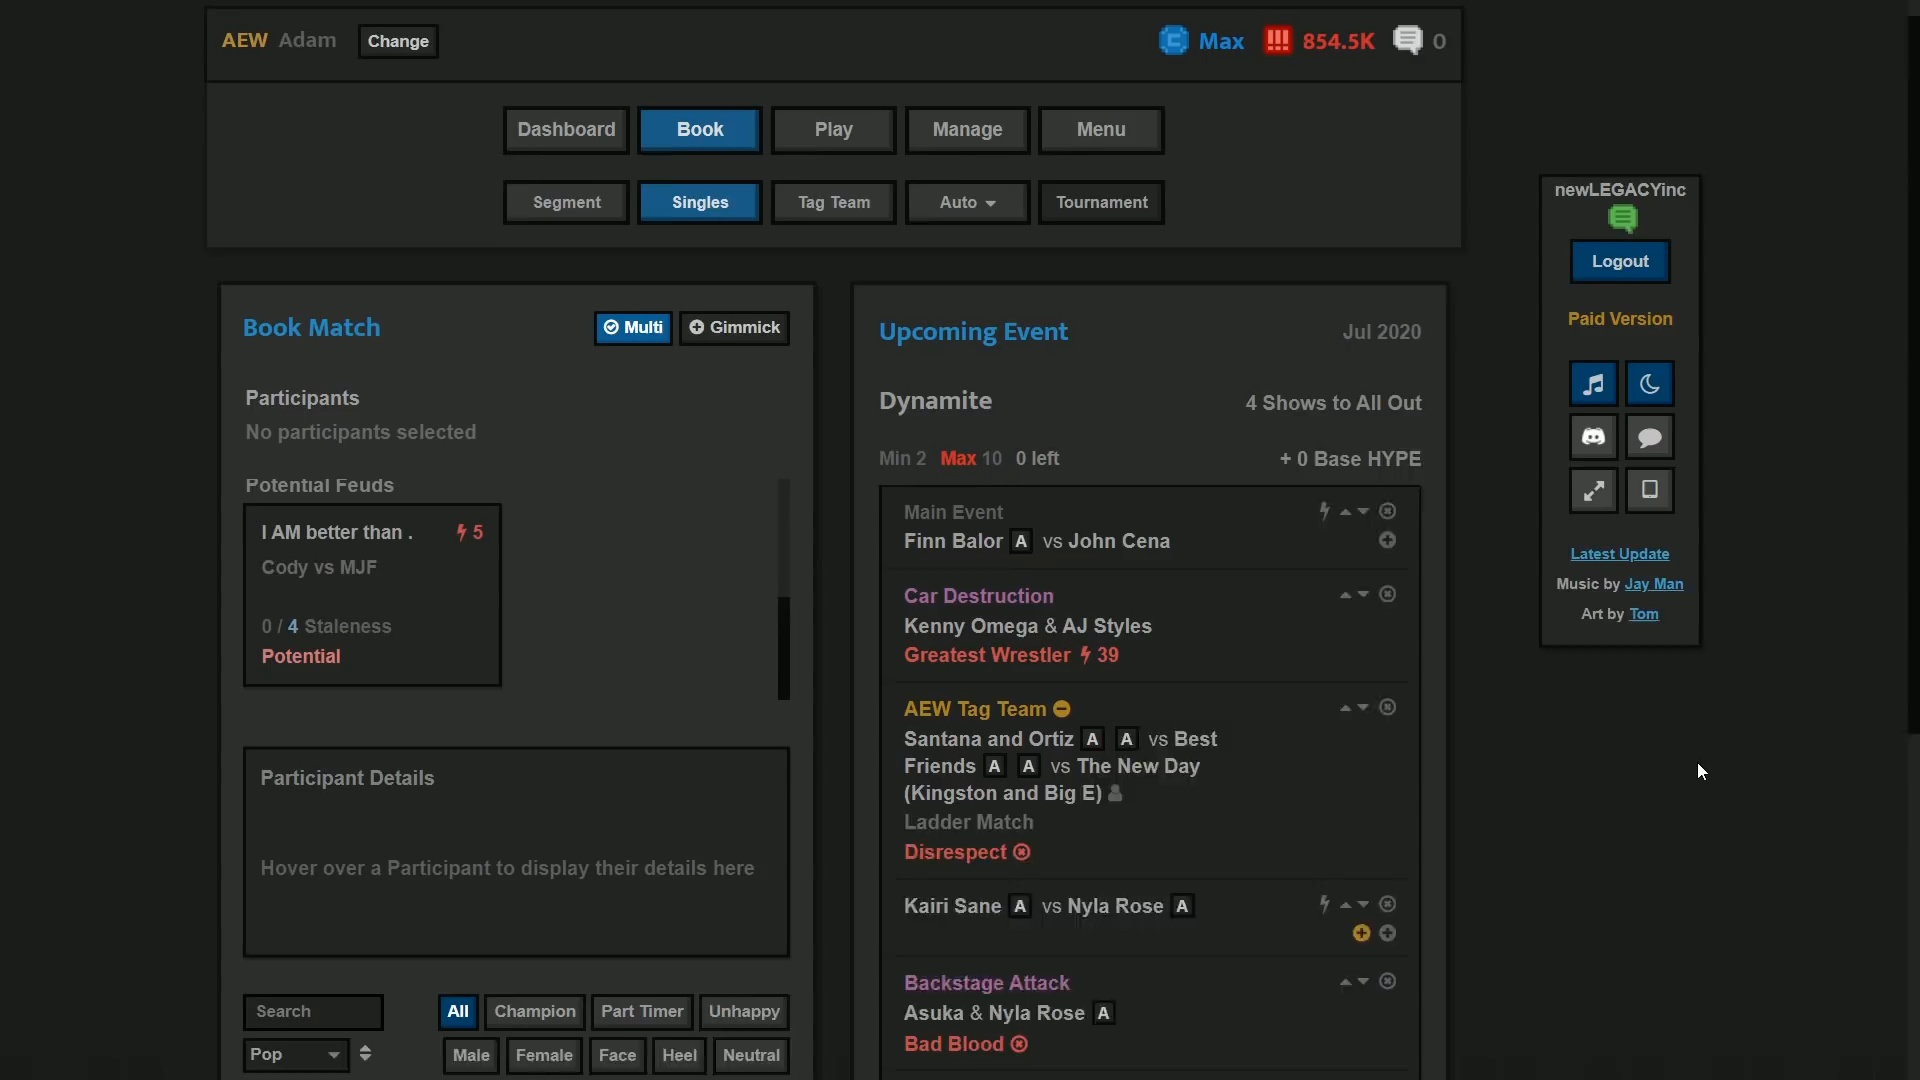 AEW Adam Change Max 854.5K 0
Dashboard Book Play Manage Menu
Segment Singles Tag Team Auto Tournament
newLEGACYinc
Logout
Paid Version
Latest Update
Music by Jay Man
Art by Tom
Book Match Multi Gimmick
Participants
No participants selected
Potential Feuds
I AM better than . 5
Cody vs MJF
0 / 4 Staleness
Potential
Participant Details
Hover over a Participant to display their details here
Search All Champion Part Timer Unhappy
Pop Male Female Face Heel Neutral
Upcoming Event Jul 2020
Dynamite 4 Shows to All Out
Min 2 Max 10 0 left + 0 Base HYPE
Main Event
Finn Balor A vs John Cena
Car Destruction
Kenny Omega & AJ Styles
Greatest Wrestler 39
AEW Tag Team
Santana and Ortiz A A vs Best
Friends A A vs The New Day
(Kingston and Big E)
Ladder Match
Disrespect
Kairi Sane A vs Nyla Rose A
Backstage Attack
Asuka & Nyla Rose A
Bad Blood